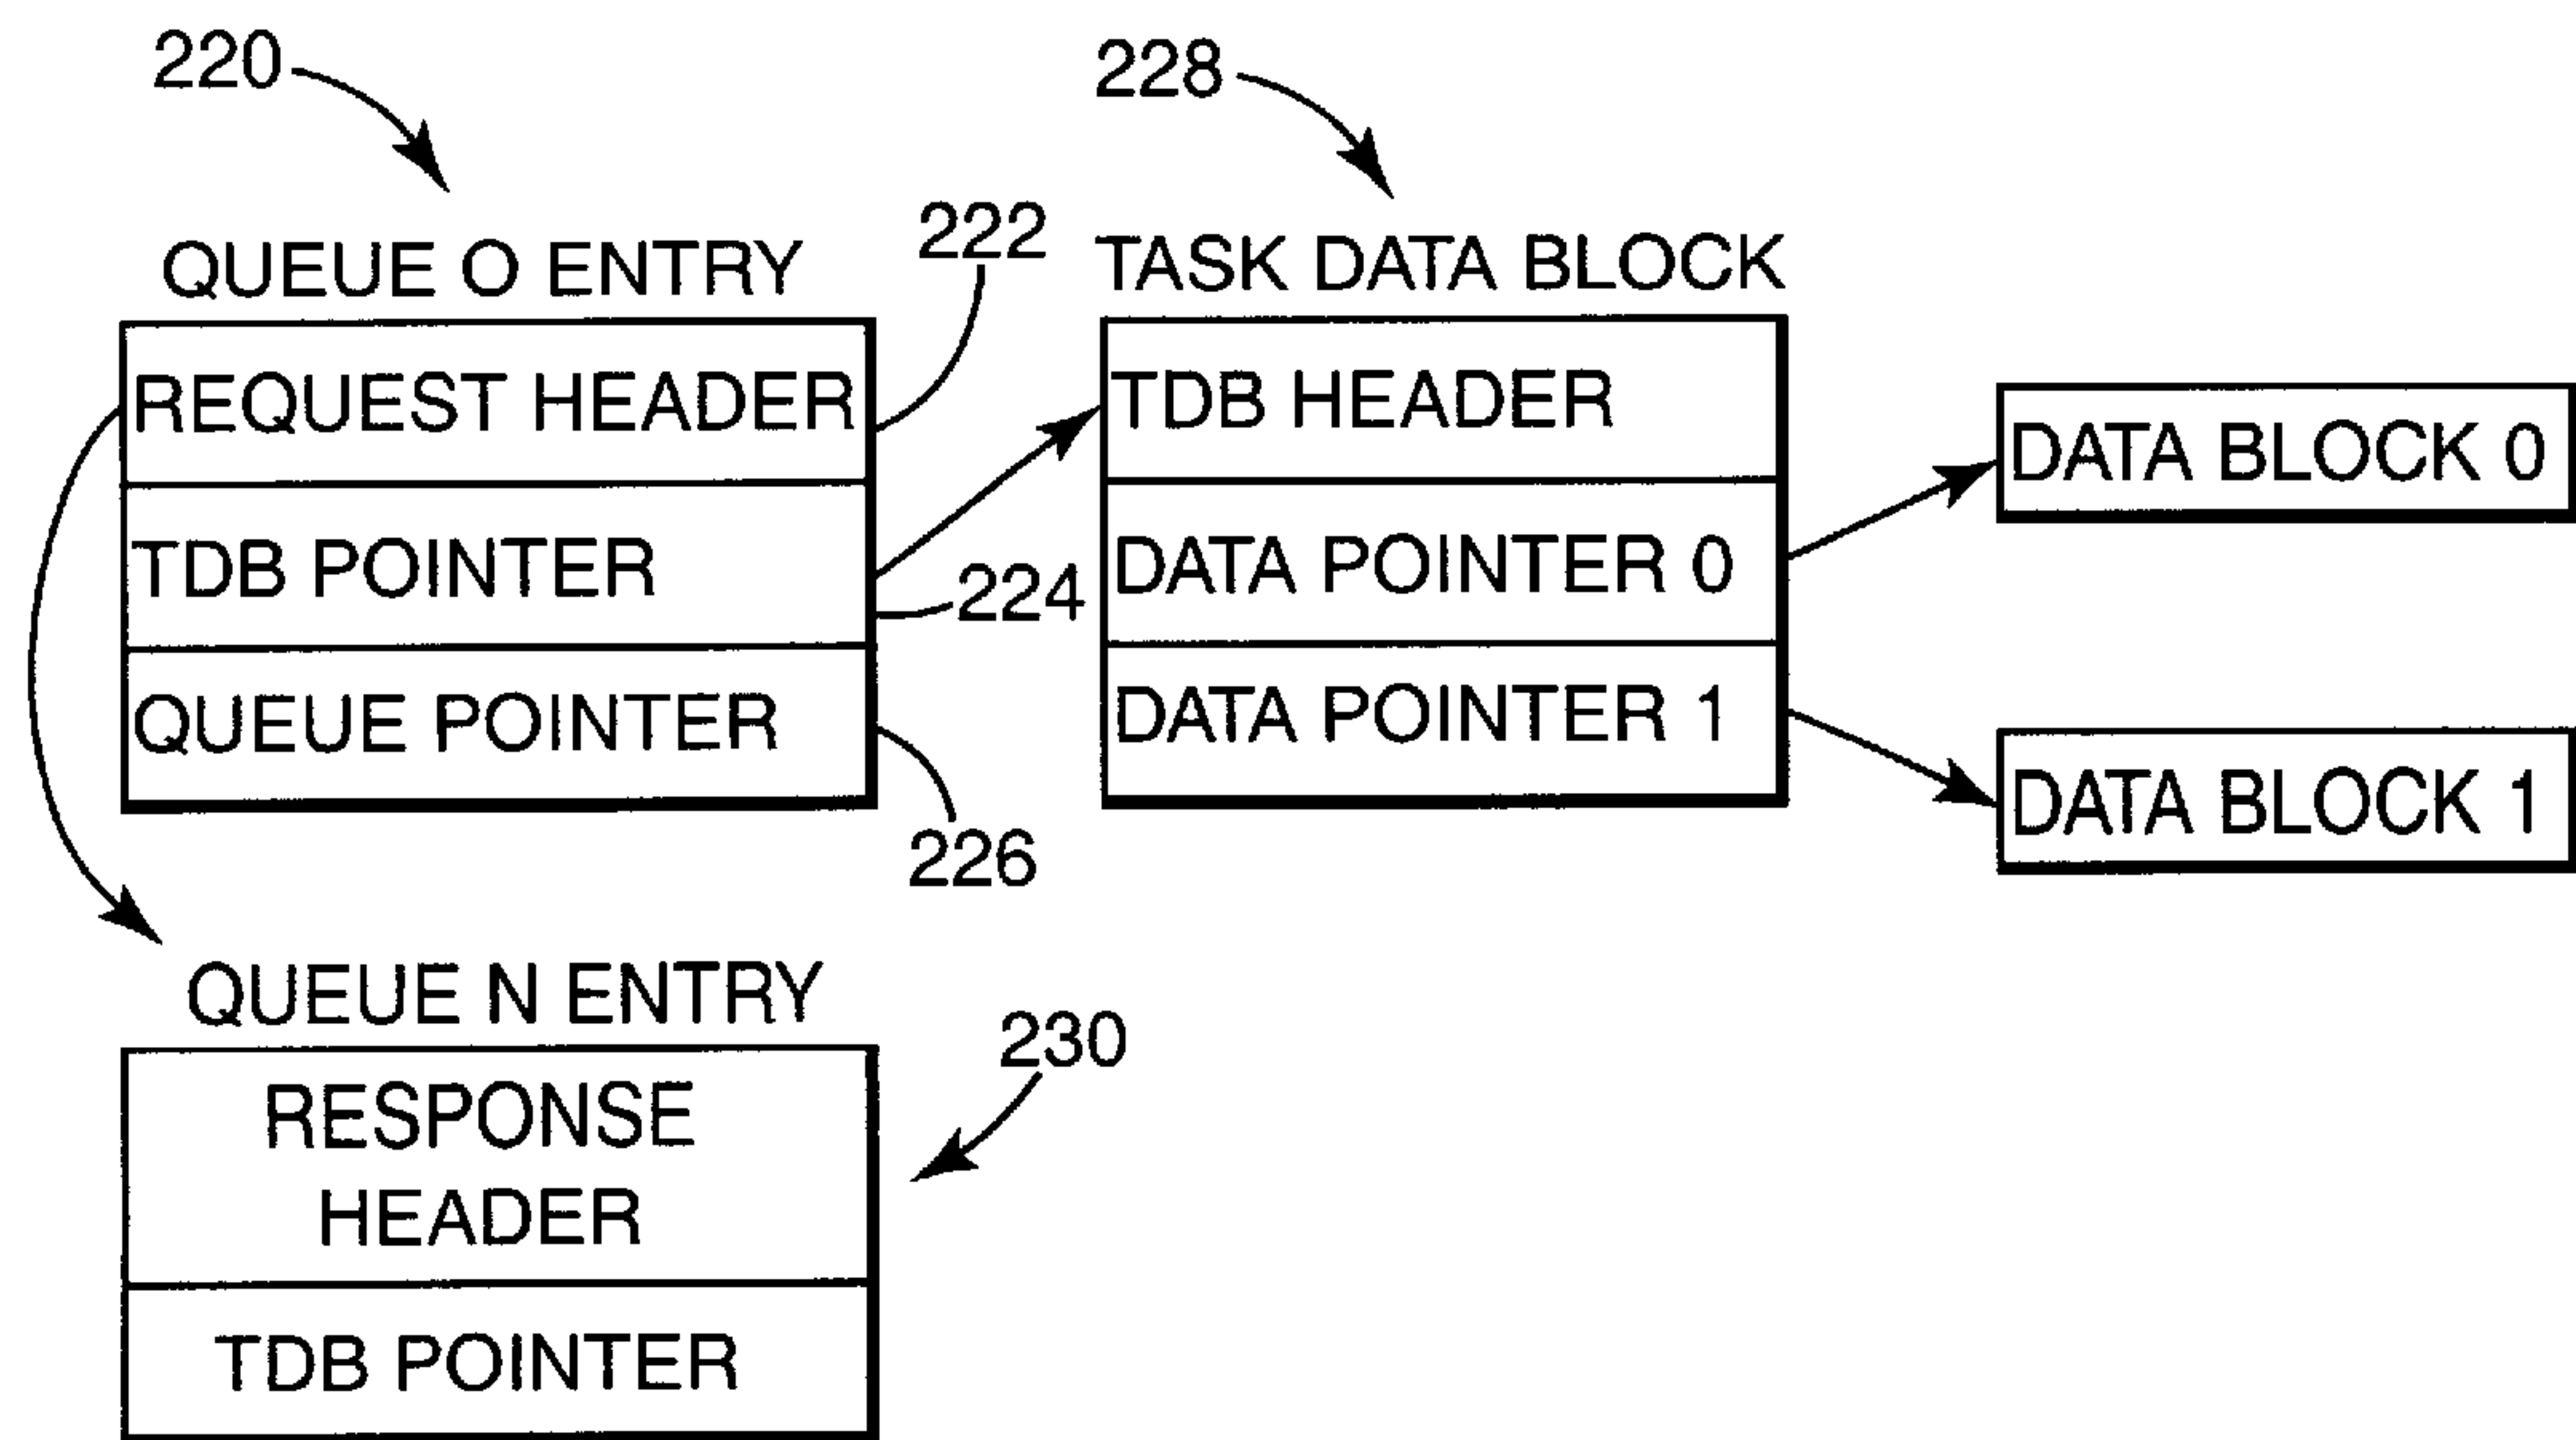 220
228
222
QUEUE O ENTRY
TASK DATA BLOCK
REQUEST HEADER
TDB POINTER
224
QUEUE POINTER
226
TDB HEADER
DATA POINTER 0
DATA POINTER 1
DATA BLOCK 0
DATA BLOCK 1
QUEUE N ENTRY
230
RESPONSE
HEADER
TDB POINTER